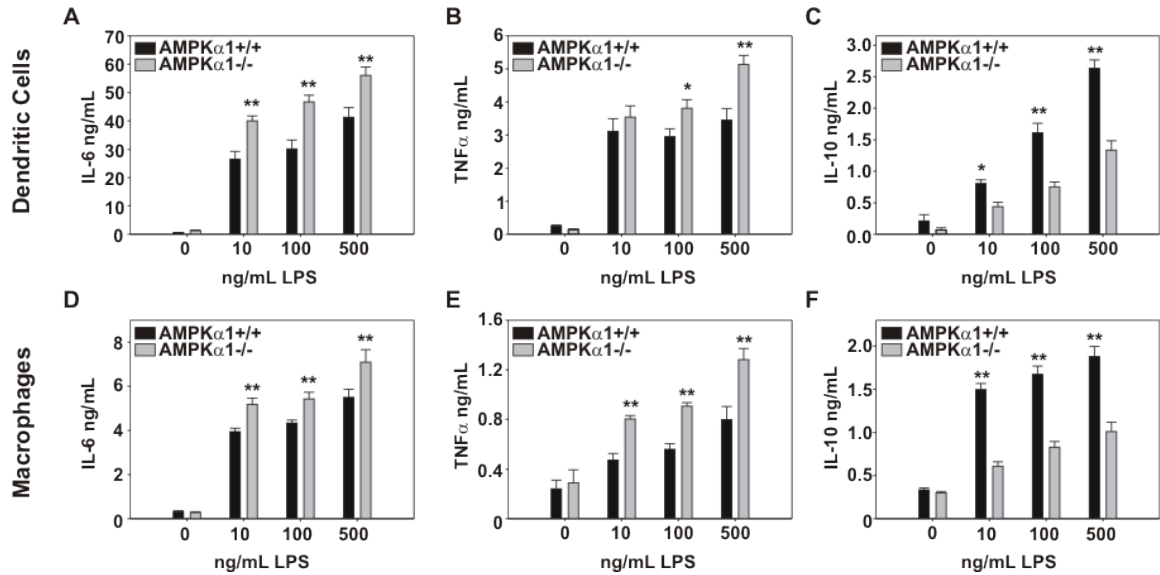 Dendritic Cells
A
AMPKα1+/+
AMPKα1-/-
IL-6 ng/mL
70
60
50
40
30
20
10
0
** ** **
0 10 100 500
ng/mL LPS
B
AMPKα1+/+
AMPKα1-/-
TNFα ng/mL
6
5
4
3
2
1
0
* **
0 10 100 500
ng/mL LPS
C
AMPKα1+/+
AMPKα1-/-
IL-10 ng/mL
3.0
2.5
2.0
1.5
1.0
0.5
0.0
* ** **
0 10 100 500
ng/mL LPS
Macrophages
D
AMPKα1+/+
AMPKα1-/-
IL-6 ng/mL
8
6
4
2
0
** ** **
0 10 100 500
ng/mL LPS
E
AMPKα1+/+
AMPKα1-/-
TNFα ng/mL
1.6
1.2
0.8
0.4
0
** ** **
0 10 100 500
ng/mL LPS
F
AMPKα1+/+
AMPKα1-/-
IL-10 ng/mL
2.0
1.5
1.0
0.5
0
** ** **
0 10 100 500
ng/mL LPS